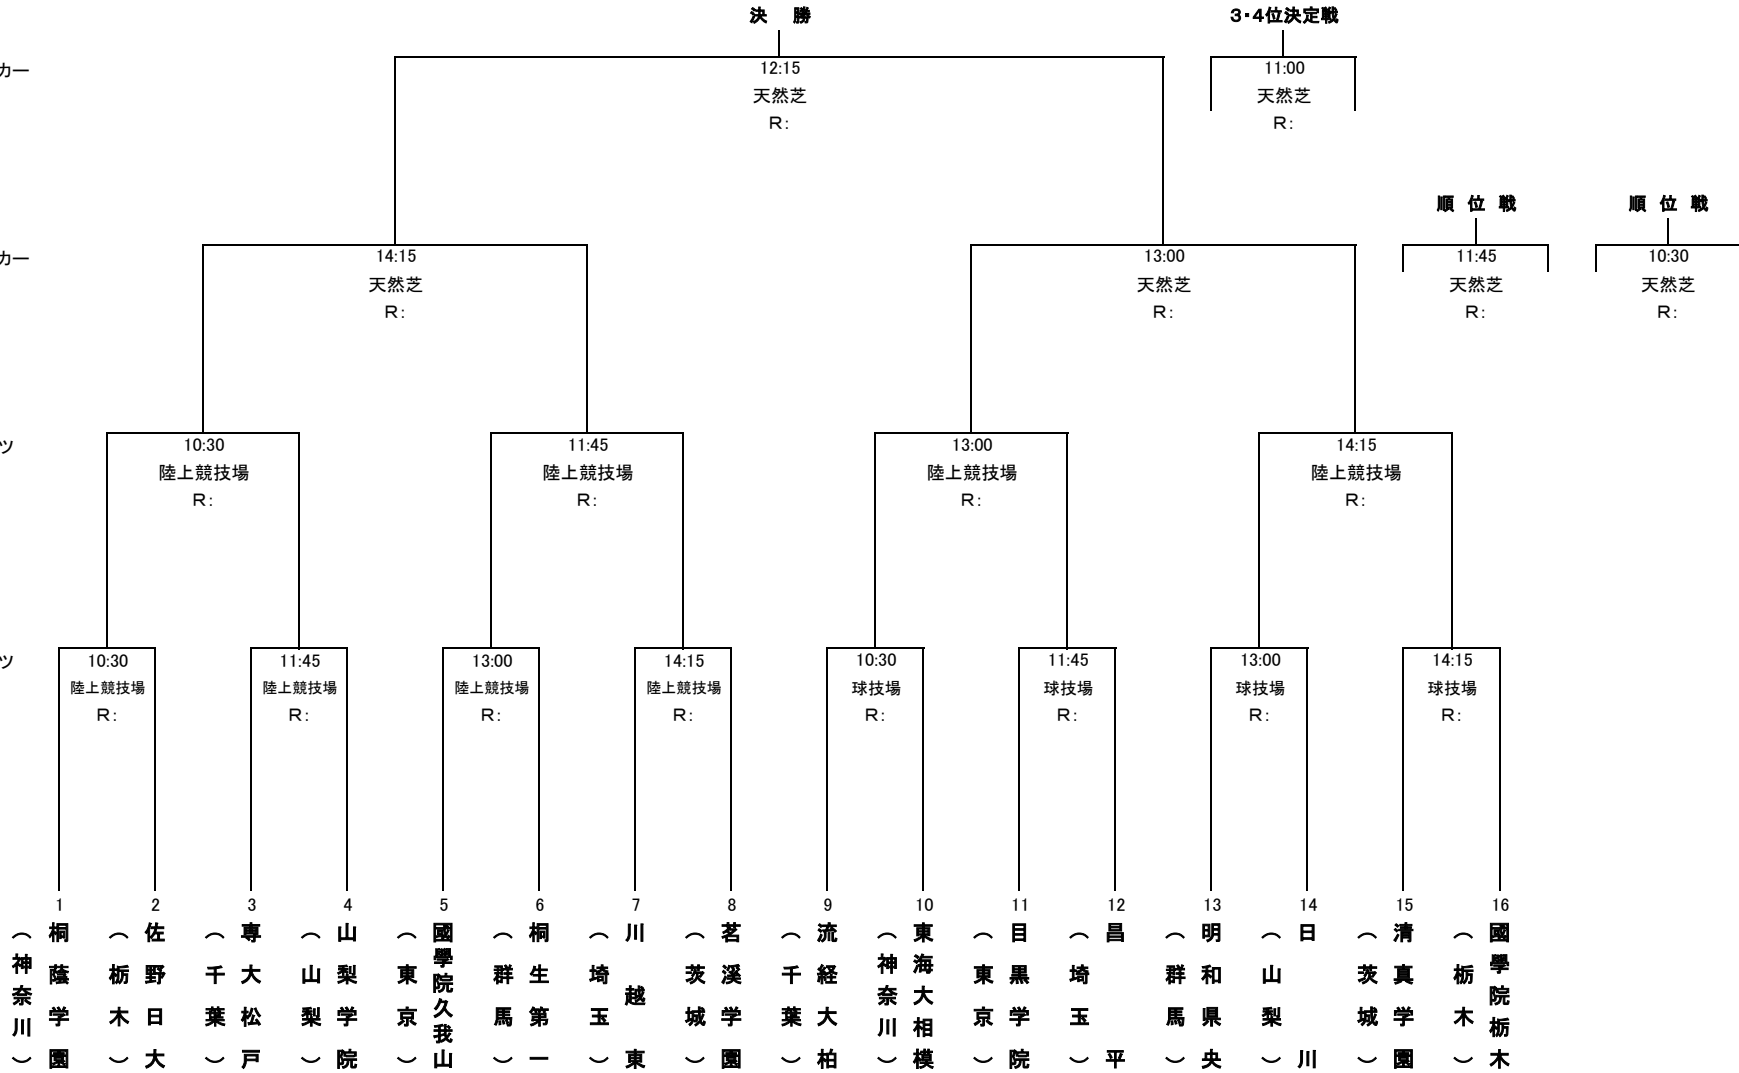 決　勝
3・4位決定戦
カー
12:15
天然芝
R:
11:00
天然芝
R:
順 位 戦
順 位 戦
カー
14:15
天然芝
R:
13:00
天然芝
R:
11:45
天然芝
R:
10:30
天然芝
R:
ツ
10:30
陸上競技場
R:
11:45
陸上競技場
R:
13:00
陸上競技場
R:
14:15
陸上競技場
R:
ツ
10:30
陸上競技場
R:
11:45
陸上競技場
R:
13:00
陸上競技場
R:
14:15
陸上競技場
R:
10:30
球技場
R:
11:45
球技場
R:
13:00
球技場
R:
14:15
球技場
R:
1
桐蔭学園
（神奈川）
2
佐野日大
（栃木）
3
専大松戸
（千葉）
4
山梨学院
（山梨）
5
國學院久我山
（東京）
6
桐生第一
（群馬）
7
川越東
（埼玉）
8
茗溪学園
（茨城）
9
流経大柏
（千葉）
10
東海大相模
（神奈川）
11
目黒学院
（東京）
12
昌平
（埼玉）
13
明和県央
（群馬）
14
日川
（山梨）
15
清真学園
（茨城）
16
國學院栃木
（栃木）